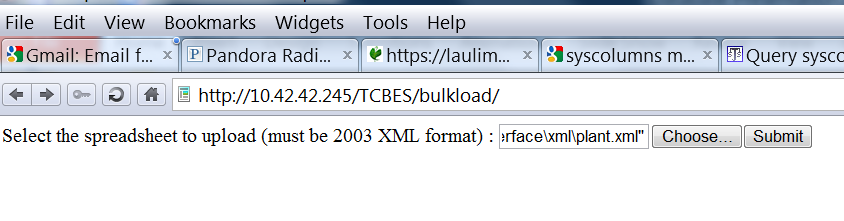 File Edit View Bookmarks Widgets Tools Help
Gmail: Email f... Pandora Radi... https://laulim... syscolumns m... Query sysco
http://10.42.42.245/TCBES/bulkload/
Select the spreadsheet to upload (must be 2003 XML format) : erface\xml\plant.xml" Choose... Submit